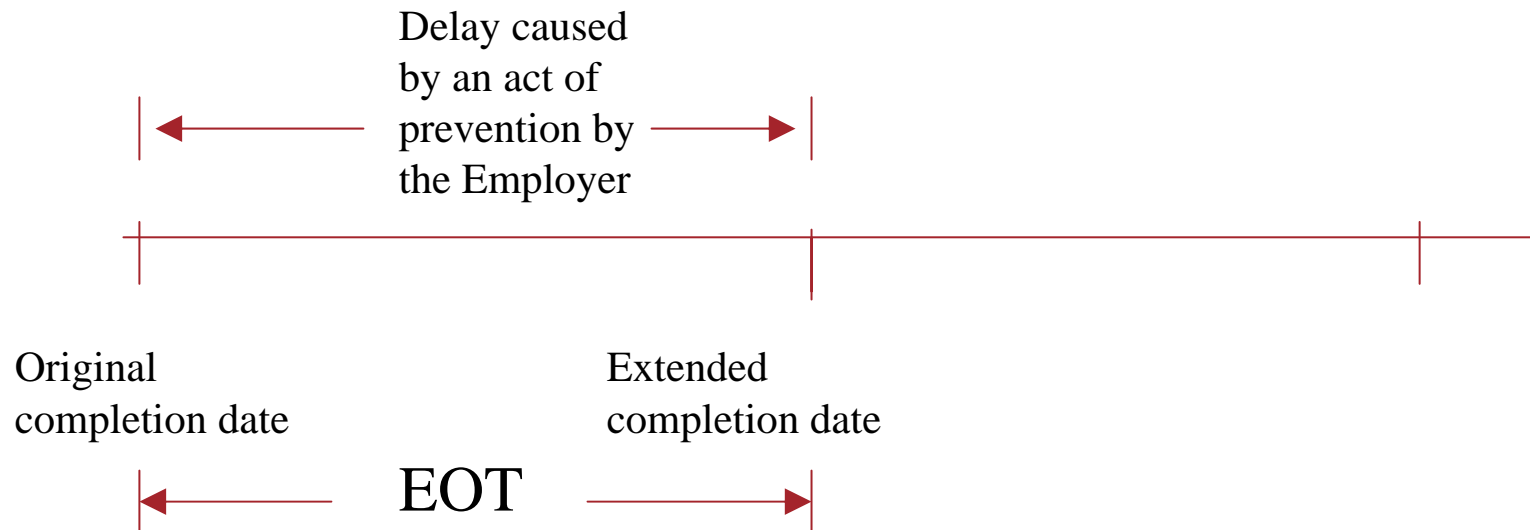 Delay caused
by an act of
prevention by
the Employer
Original
completion date
Extended
completion date
EOT